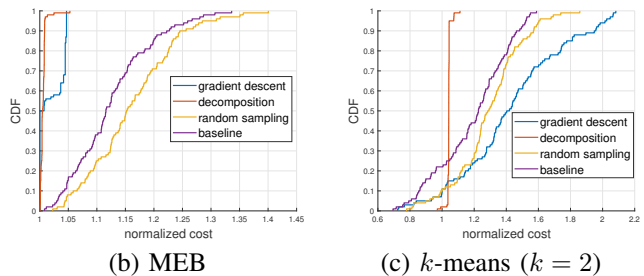 1
0.9
0.8
0.7
0.6
0.5
0.4
0.3
0.2
0.1
0
CDF
1
1.05
1.1
1.15
1.2
1.25
1.3
1.35
1.4
1.45
normalized cost
gradient descent
decomposition
random sampling
baseline
(b) MEB
1
0.9
0.8
0.7
0.6
0.5
0.4
0.3
0.2
0.1
0
CDF
0.6
0.8
1
1.2
1.4
1.6
1.8
2
2.2
normalized cost
gradient descent
decomposition
random sampling
baseline
(c) k-means (k = 2)